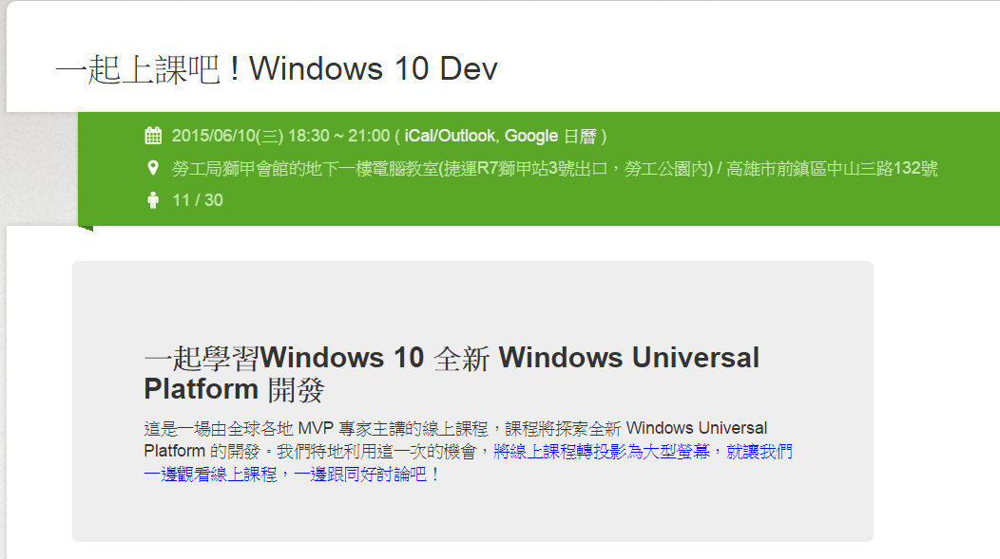 一起上課吧 ! Windows 10 Dev
2015/06/10(三) 18:30 ~ 21:00 ( iCal/Outlook, Google 日曆 )
勞工局獅甲會館的地下一樓電腦教室(捷運R7獅甲站3號出口，勞工公園內) / 高雄市前鎮區中山三路132號
11 / 30
一起學習Windows 10 全新 Windows Universal
Platform 開發
這是一場由全球各地 MVP 專家主講的線上課程，課程將探索全新 Windows Universal
Platform 的開發。我們特地利用這一次的機會，將線上課程轉投影為大型螢幕，就讓我們
一邊觀看線上課程，一邊跟同好討論吧！